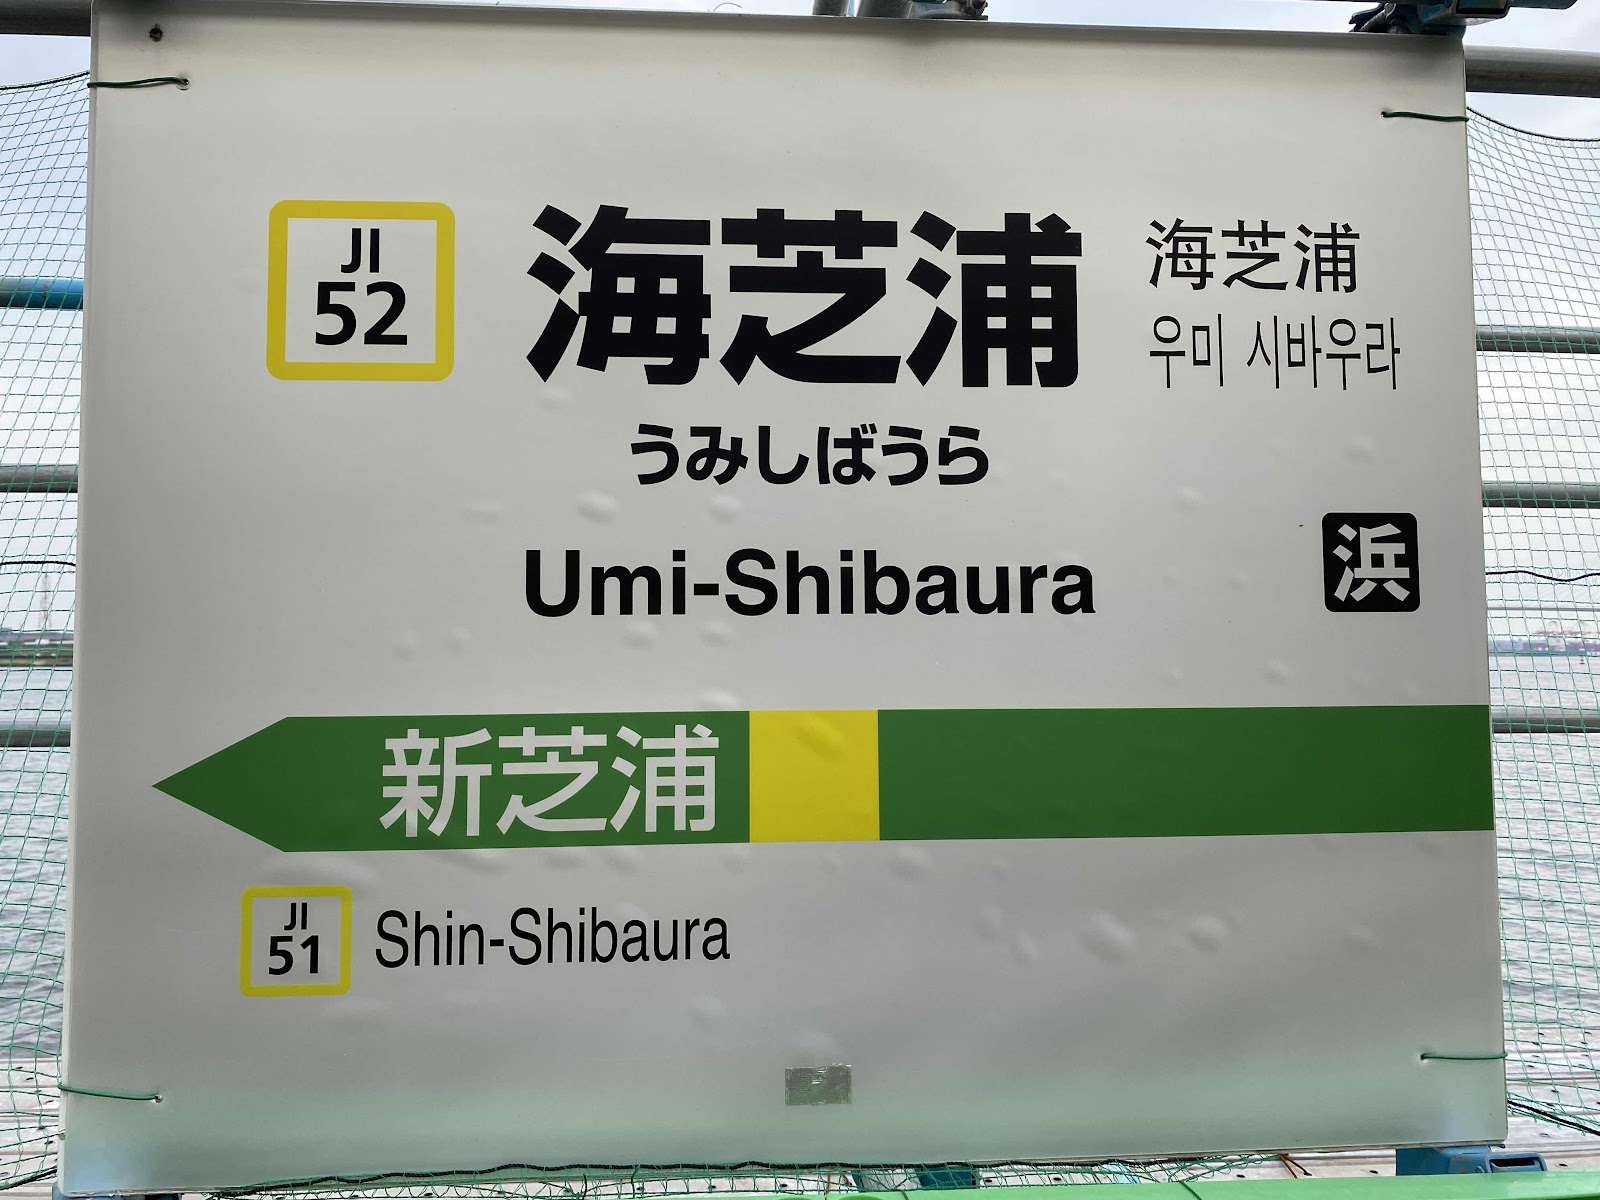 JI
52
海芝浦
海芝浦
우미 시바우라
うみしばうら
Umi-Shibaura
浜
新芝浦
JI
51
Shin-Shibaura